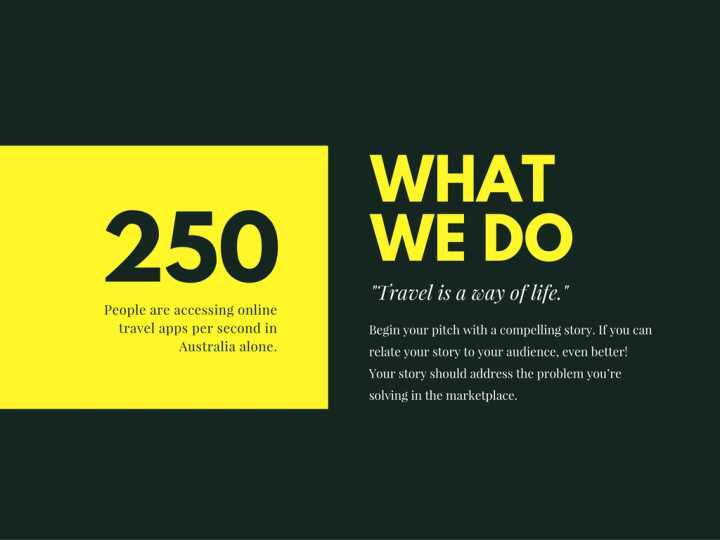 250
People are accessing online
travel apps per second in
Australia alone.
WHAT
WE DO
"Travel is a way of life."
Begin your pitch with a compelling story. If you can
relate your story to your audience, even better!
Your story should address the problem you’re
solving in the marketplace.